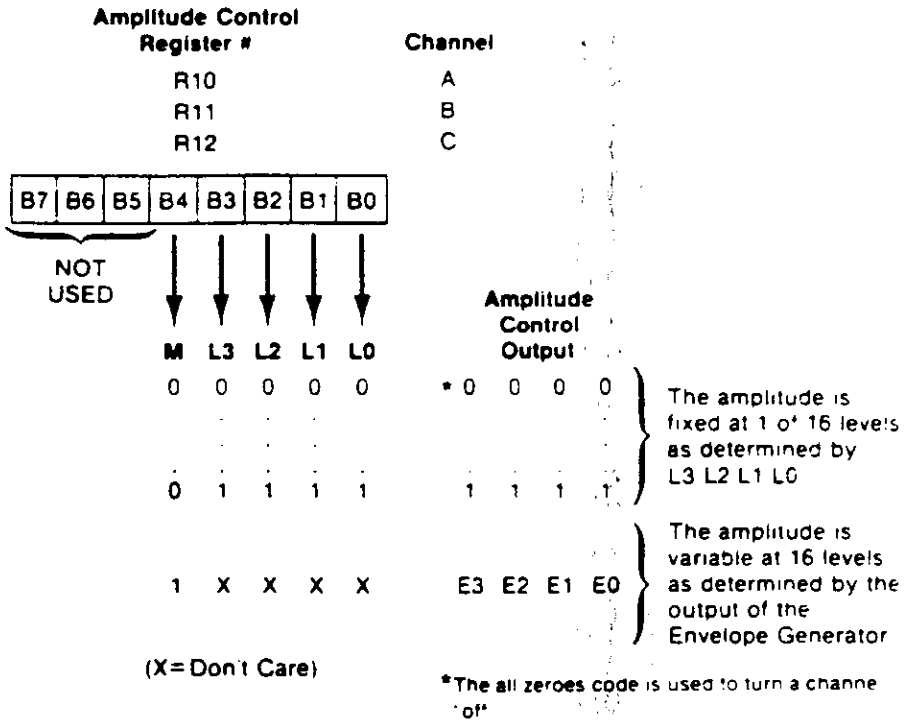 Amplitude Control
Register # Channel
R10 A
R11 B
R12 C
B7 B6 B5 B4 B3 B2 B1 B0
NOT
USED
Amplitude
Control
Output
M L3 L2 L1 L0
0 0 0 0 0 * 0 0 0 0
. . . .
. . . .
. . . . .
0 1 1 1 1 1 1 1 1
The amplitude is
fixed at 1 of 16 levels
as determined by
L3 L2 L1 L0
1 X X X X E3 E2 E1 E0
The amplitude is
variable at 16 levels
as determined by the
output of the
Envelope Generator
(X=Don't Care)
*The all zeroes code is used to turn a channe
'of"